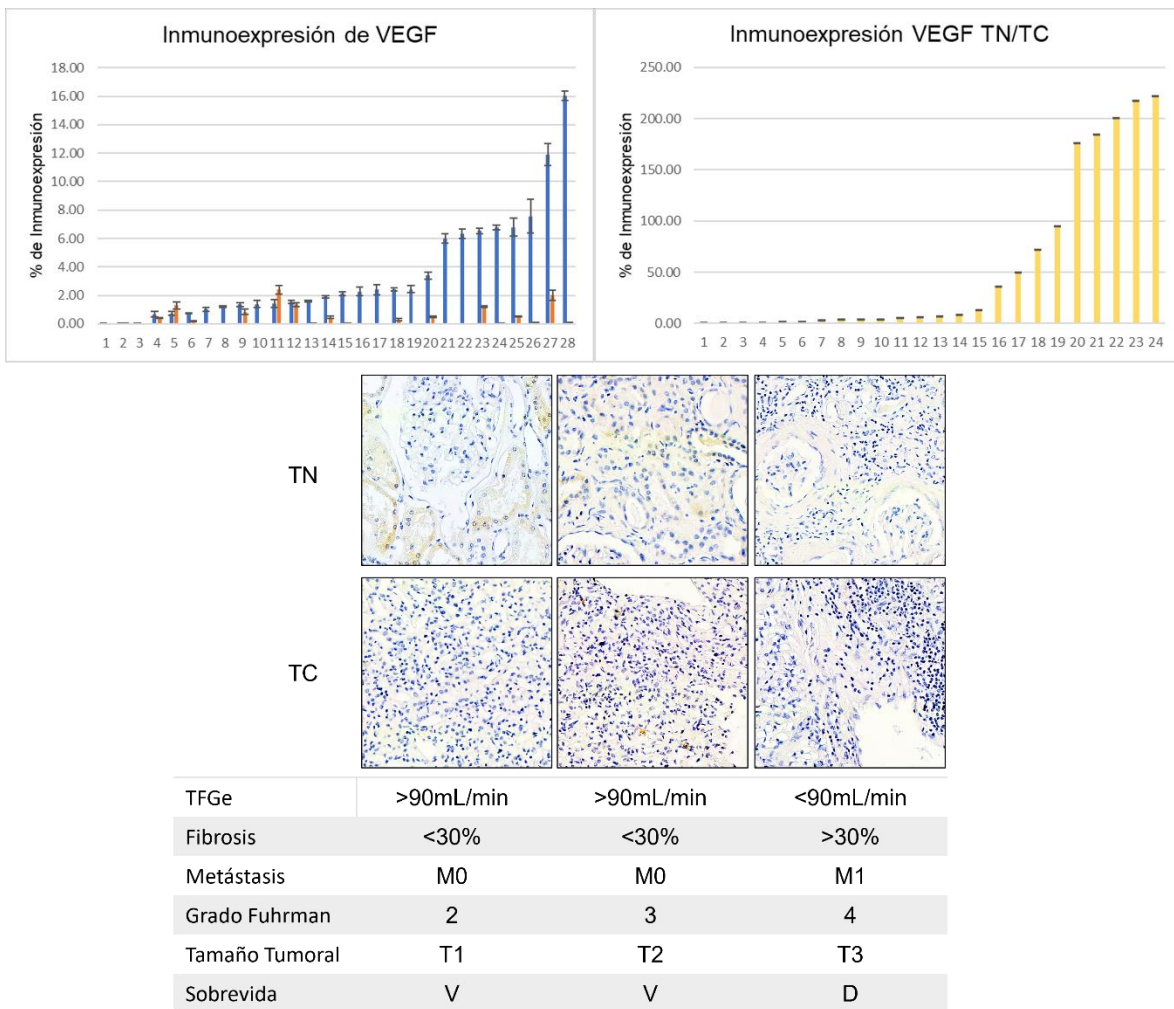 Inmunoexpresión de VEGF
% de Inmunoexpresión
18.00
16.00
14.00
12.00
10.00
8.00
6.00
4.00
2.00
0.00
1 2 3 4 5 6 7 8 9 10 11 12 13 14 15 16 17 18 19 20 21 22 23 24 25 26 27 28
Inmunoexpresión VEGF TN/TC
% de Inmunoexpresión
250.00
200.00
150.00
100.00
50.00
0.00
1 2 3 4 5 6 7 8 9 10 11 12 13 14 15 16 17 18 19 20 21 22 23 24
TN
TC
TFGe >90mL/min >90mL/min <90mL/min
Fibrosis <30% <30% >30%
Metástasis M0 M0 M1
Grado Fuhrman 2 3 4
Tamaño Tumoral T1 T2 T3
Sobrevida V V D